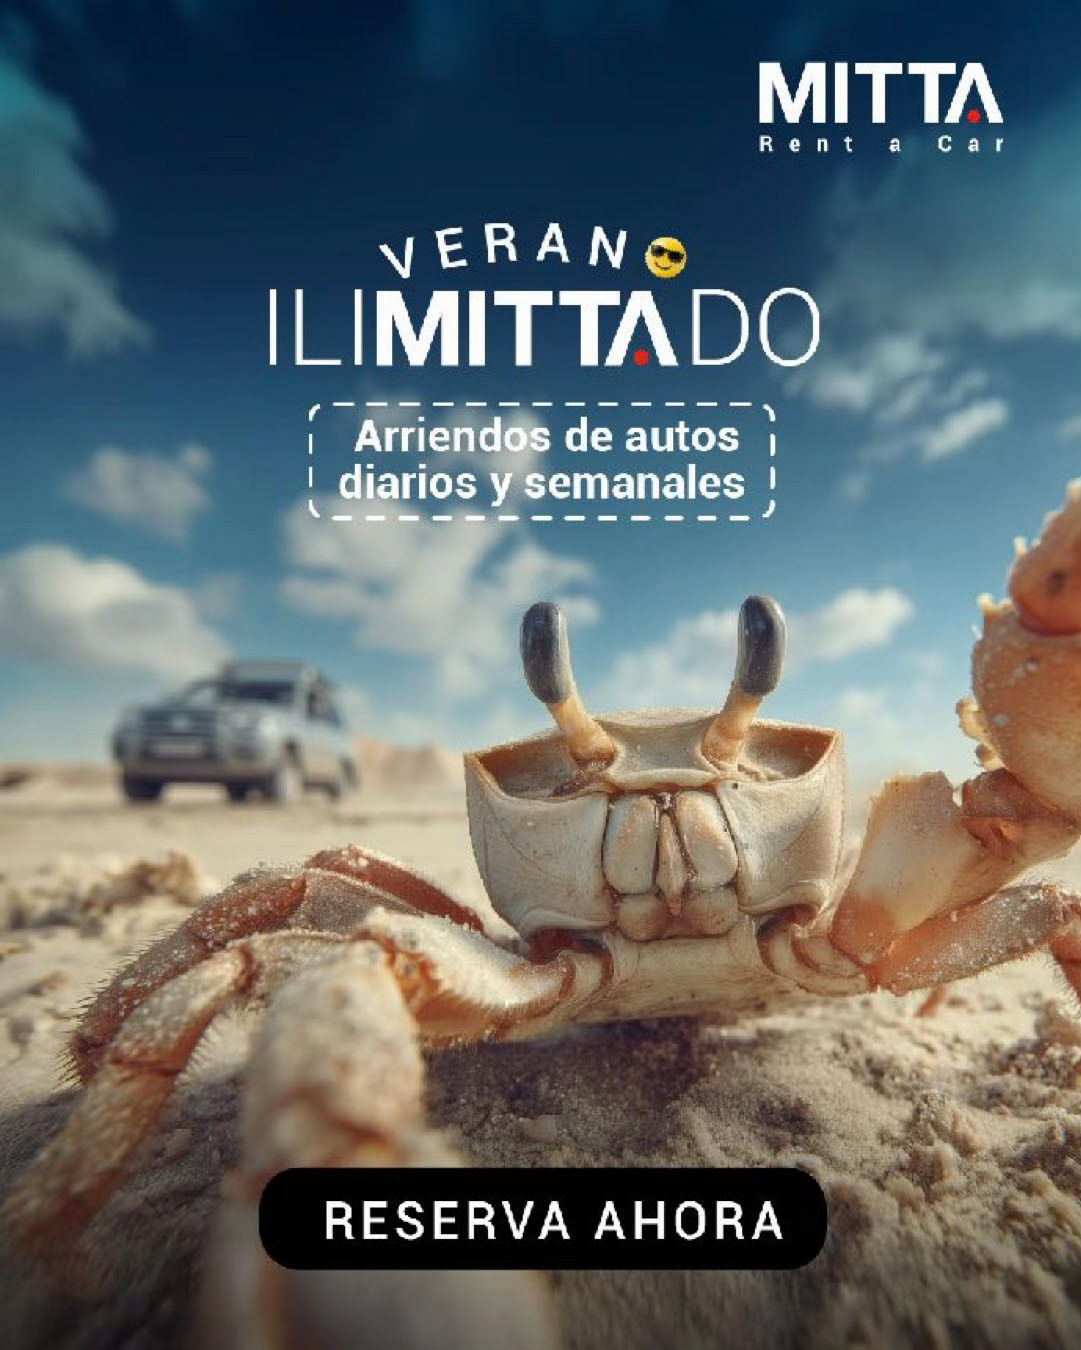 MITTA
Rent a Car
VERANO
ILIMITTADO
Arriendos de autos
diarios y semanales
RESERVA AHORA